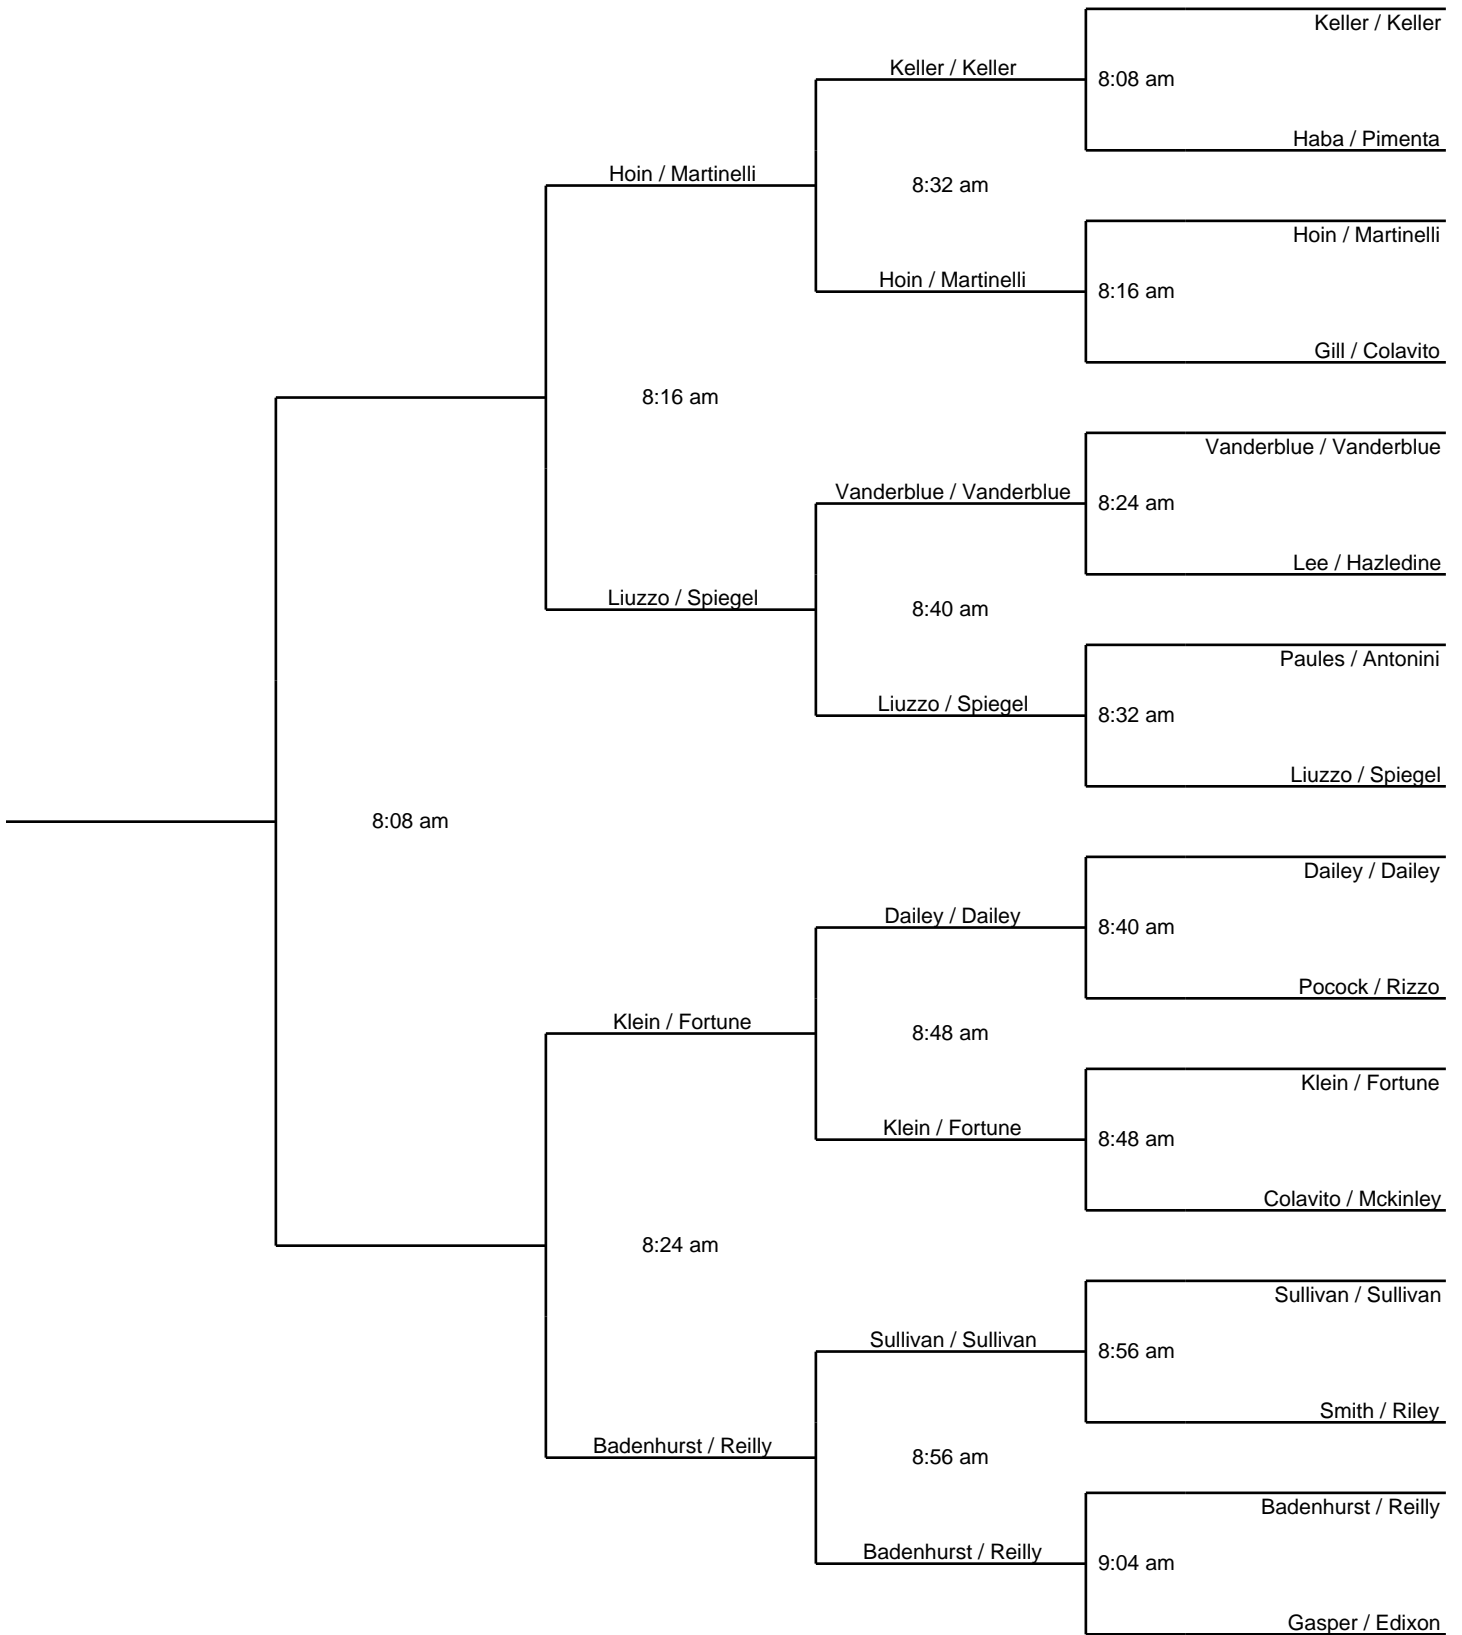 Keller / Keller
Keller / Keller
8:08 am
Haba / Pimenta
Hoin / Martinelli
8:32 am
Hoin / Martinelli
Hoin / Martinelli
8:16 am
Gill / Colavito
8:16 am
Vanderblue / Vanderblue
Vanderblue / Vanderblue
8:24 am
Lee / Hazledine
Liuzzo / Spiegel
8:40 am
Paules / Antonini
Liuzzo / Spiegel
8:32 am
Liuzzo / Spiegel
8:08 am
Dailey / Dailey
Dailey / Dailey
8:40 am
Pocock / Rizzo
Klein / Fortune
8:48 am
Klein / Fortune
Klein / Fortune
8:48 am
Colavito / Mckinley
8:24 am
Sullivan / Sullivan
Sullivan / Sullivan
8:56 am
Smith / Riley
Badenhurst / Reilly
8:56 am
Badenhurst / Reilly
Badenhurst / Reilly
9:04 am
Gasper / Edixon